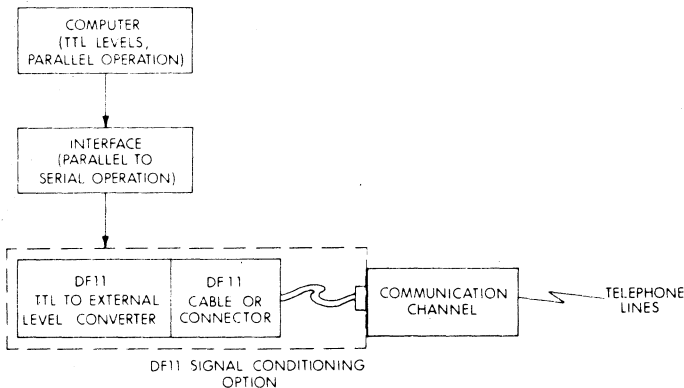 COMPUTER
(TTL LEVELS,
PARALLEL OPERATION)
INTERFACE
(PARALLEL TO
SERIAL OPERATION)
DF11
TTL TO EXTERNAL
LEVEL CONVERTER
DF11
CABLE OR
CONNECTOR
COMMUNICATION
CHANNEL
TELEPHONE
LINES
DF11 SIGNAL CONDITIONING
OPTION